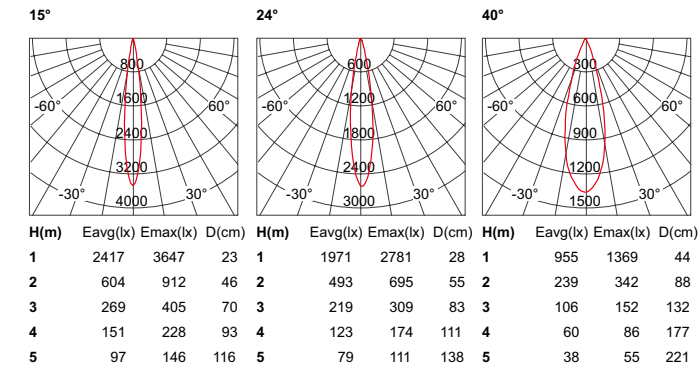 15° 24° 40°
800 600 300
1600 1200 600
-60° 60° -60° 60° -60° 60°
2400 1800 900
3200 2400 1200
-30° 30° -30° 30° -30° 30°
4000 3000 1500
H(m) Eavg(lx) Emax(lx) D(cm) H(m) Eavg(lx) Emax(lx) D(cm) H(m) Eavg(lx) Emax(lx) D(cm)
1 2417 3647 23 1 1971 2781 28 1 955 1369 44
2 604 912 46 2 493 695 55 2 239 342 88
3 269 405 70 3 219 309 83 3 106 152 132
4 151 228 93 4 123 174 111 4 60 86 177
5 97 146 116 5 79 111 138 5 38 55 221